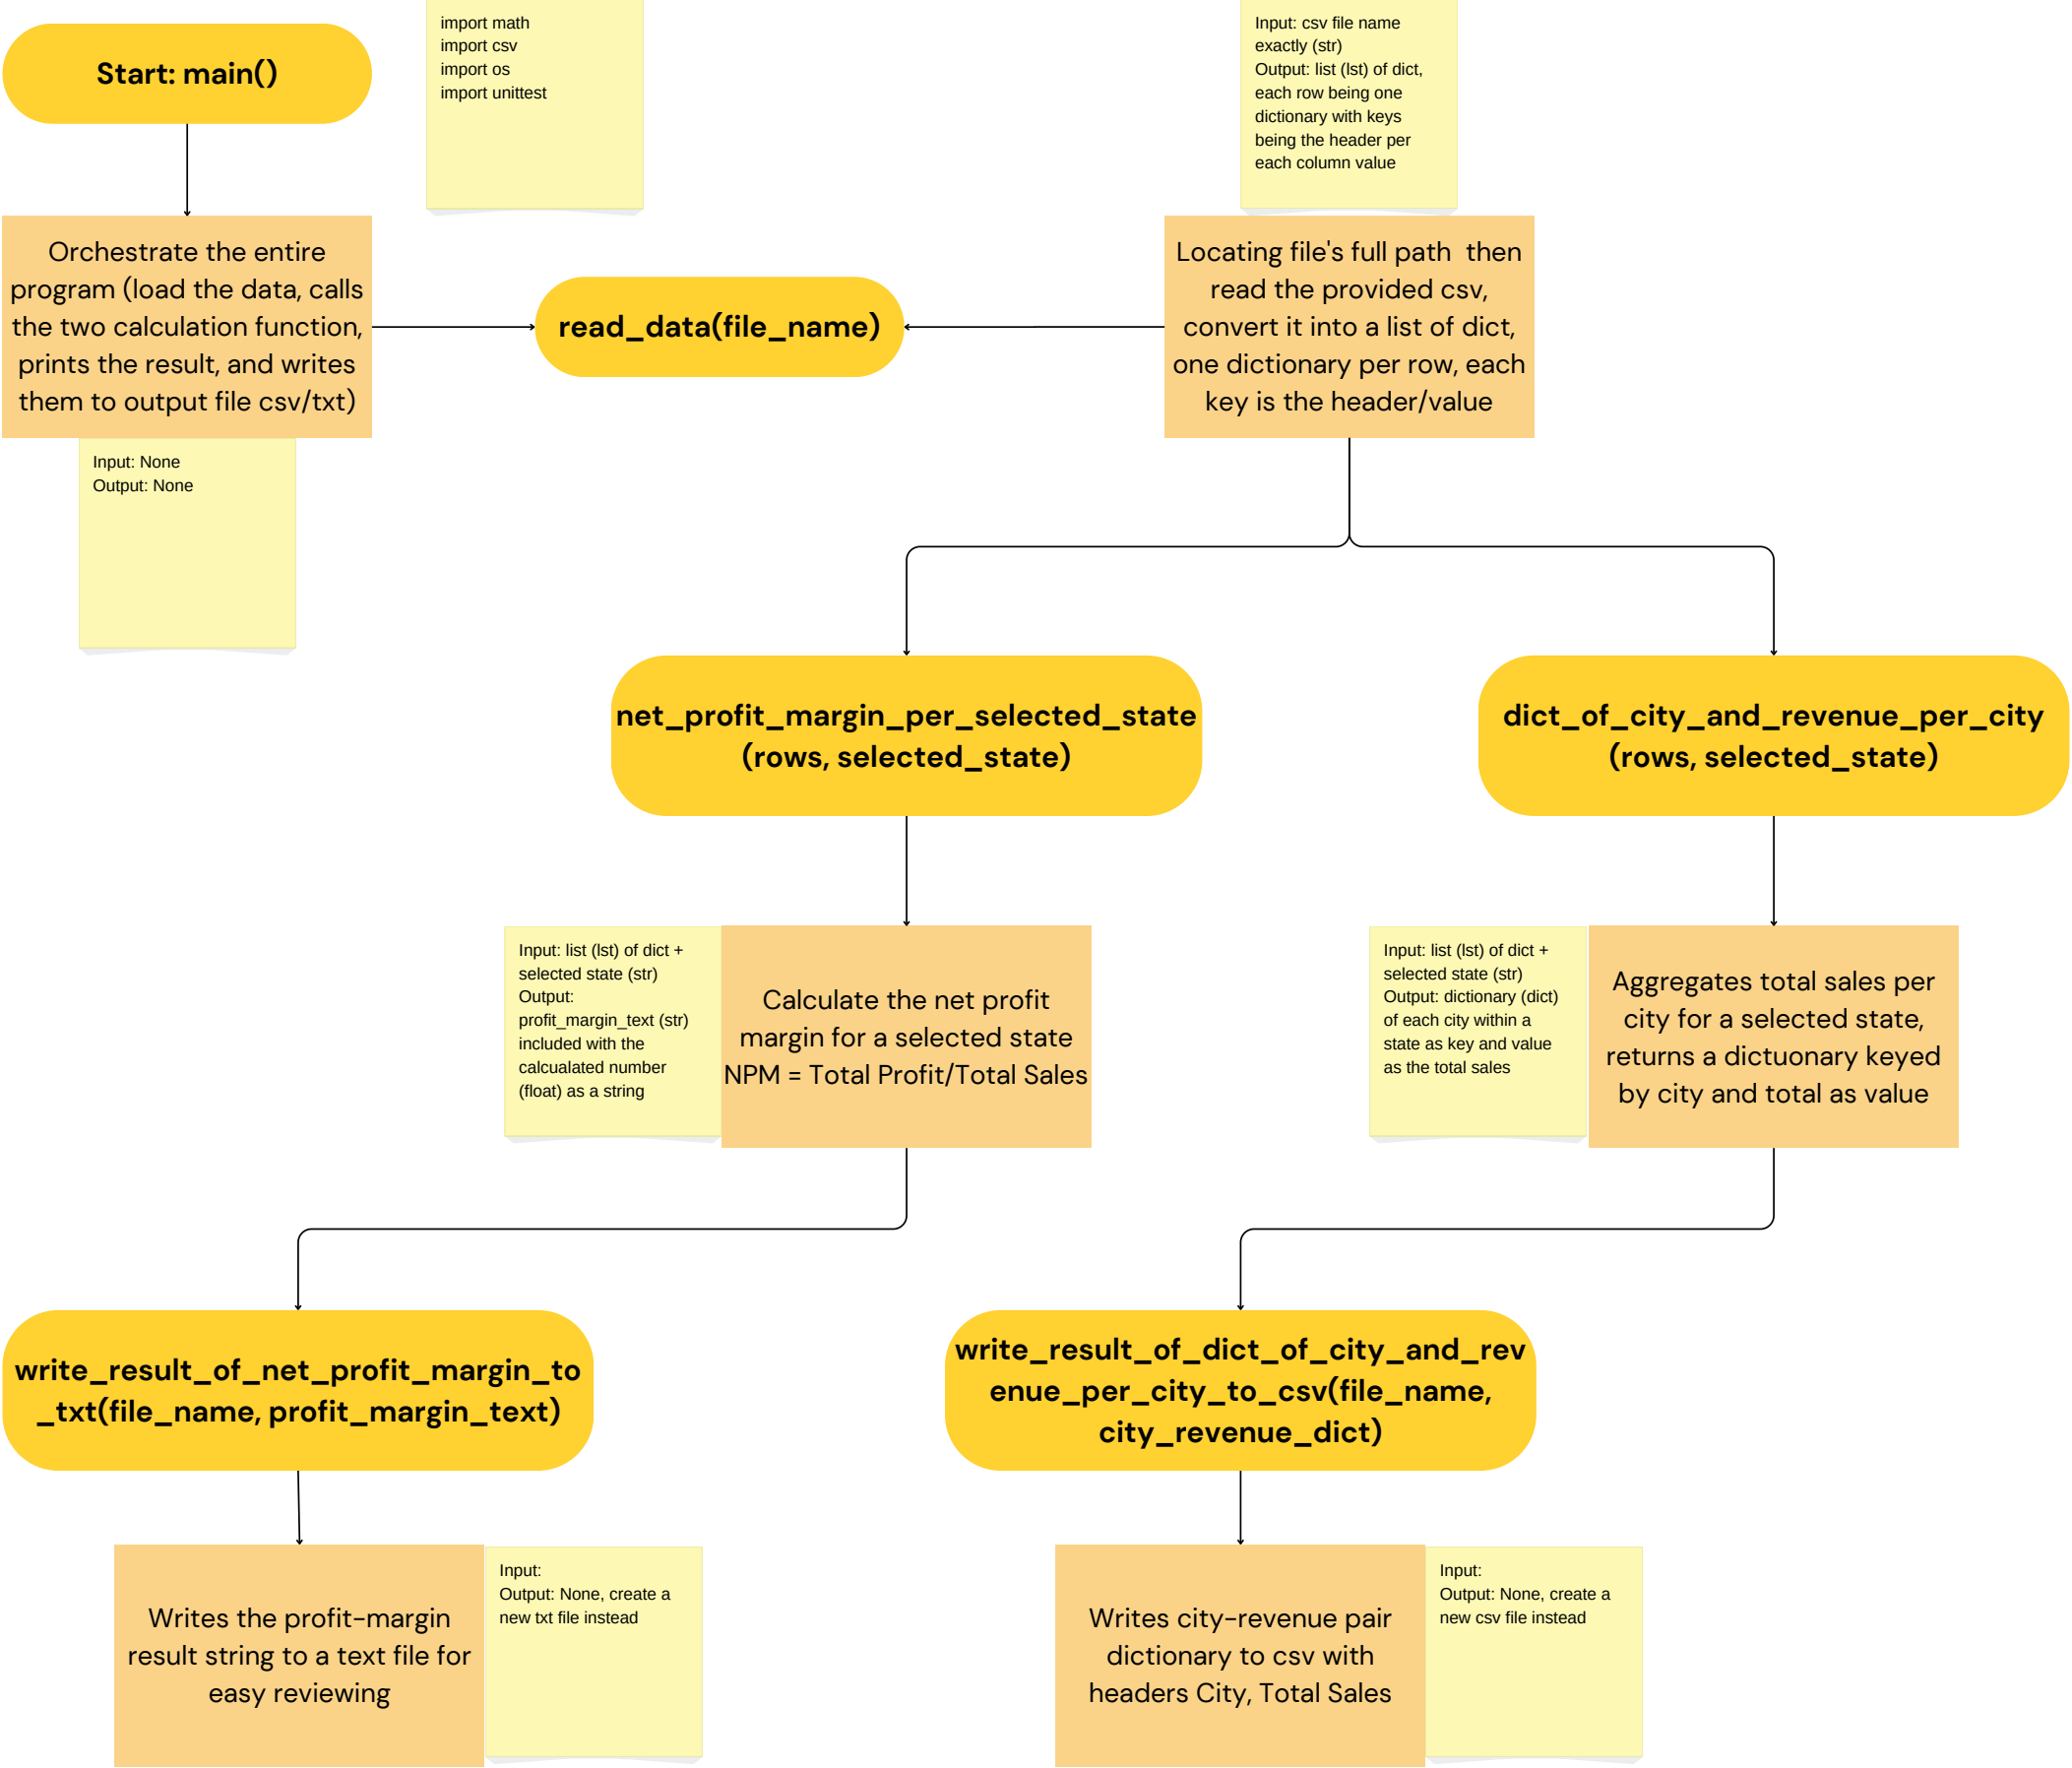 Start: main()
import math
import csv
import os
import unittest
Input: csv file name
exactly (str)
Output: list (lst) of dict,
each row being one
dictionary with keys
being the header per
each column value
Orchestrate the entire
program (load the data, calls
the two calculation function,
prints the result, and writes
them to output file csv/txt)
read_data(file_name)
Locating file's full path  then
read the provided csv,
convert it into a list of dict,
one dictionary per row, each
key is the header/value
Input: None
Output: None
net_profit_margin_per_selected_state
(rows, selected_state)
dict_of_city_and_revenue_per_city
(rows, selected_state)
Input: list (lst) of dict +
selected state (str)
Output:
profit_margin_text (str)
included with the
calcualated number
(float) as a string
Calculate the net profit
margin for a selected state
NPM = Total Profit/Total Sales
Input: list (lst) of dict +
selected state (str)
Output: dictionary (dict)
of each city within a
state as key and value
as the total sales
Aggregates total sales per
city for a selected state,
returns a dictuonary keyed
by city and total as value
write_result_of_net_profit_margin_to
_txt(file_name, profit_margin_text)
write_result_of_dict_of_city_and_rev
enue_per_city_to_csv(file_name,
city_revenue_dict)
Writes the profit-margin
result string to a text file for
easy reviewing
Input:
Output: None, create a
new txt file instead
Writes city-revenue pair
dictionary to csv with
headers City, Total Sales
Input:
Output: None, create a
new csv file instead